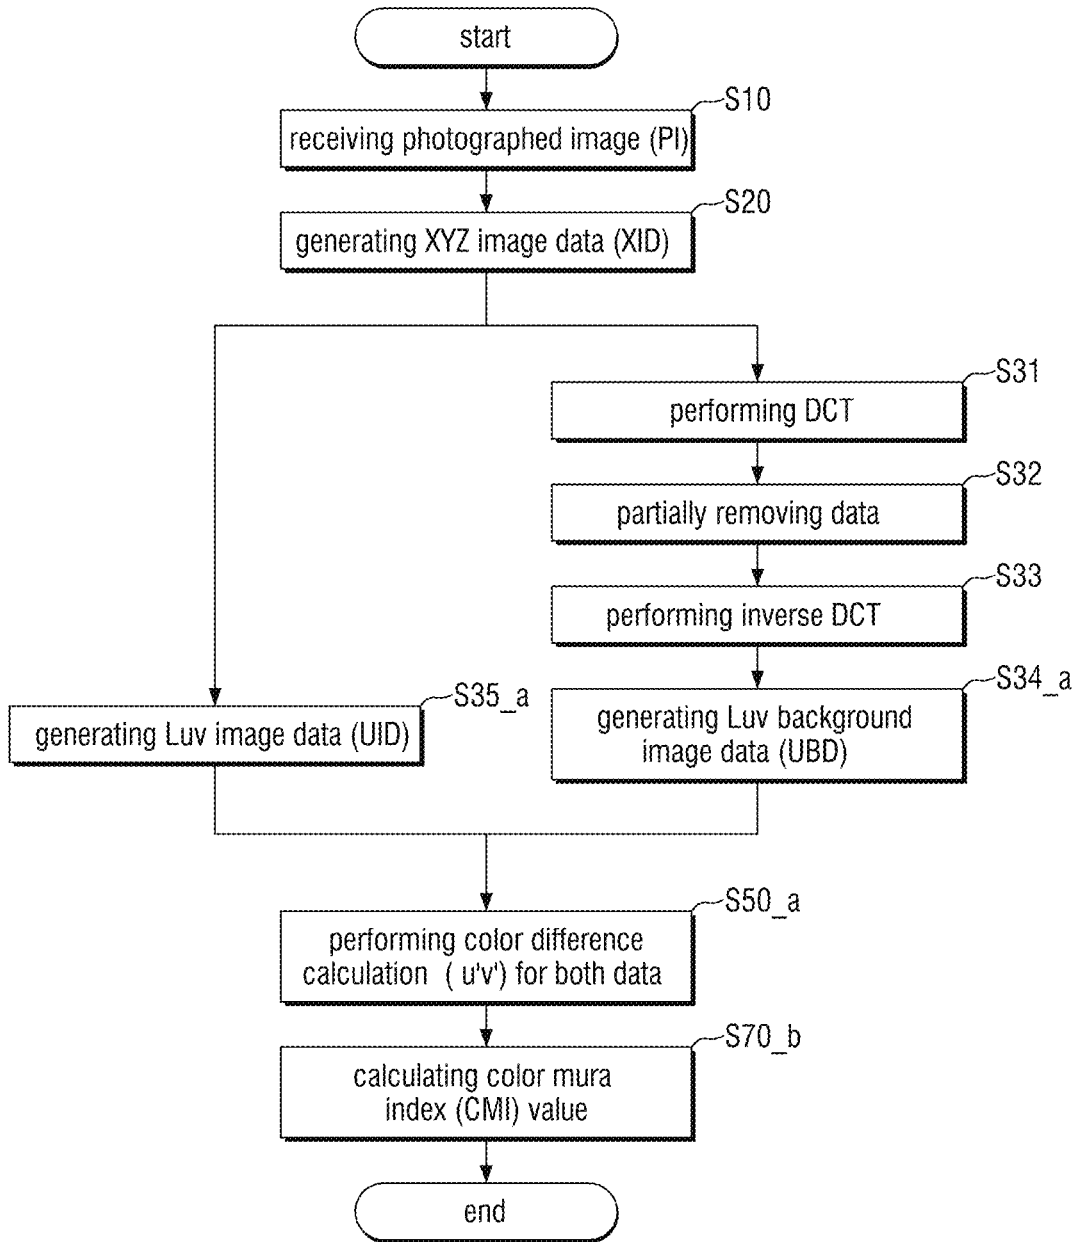 start
S10
receiving photographed image (PI)
S20
generating XYZ image data (XID)
S31
performing DCT
S32
partially removing data
S33
performing inverse DCT
S35_a
generating Luv image data (UID)
S34_a
generating Luv background
image data (UBD)
S50_a
performing color difference
calculation ( u'v') for both data
S70_b
calculating color mura
index (CMI) value
end